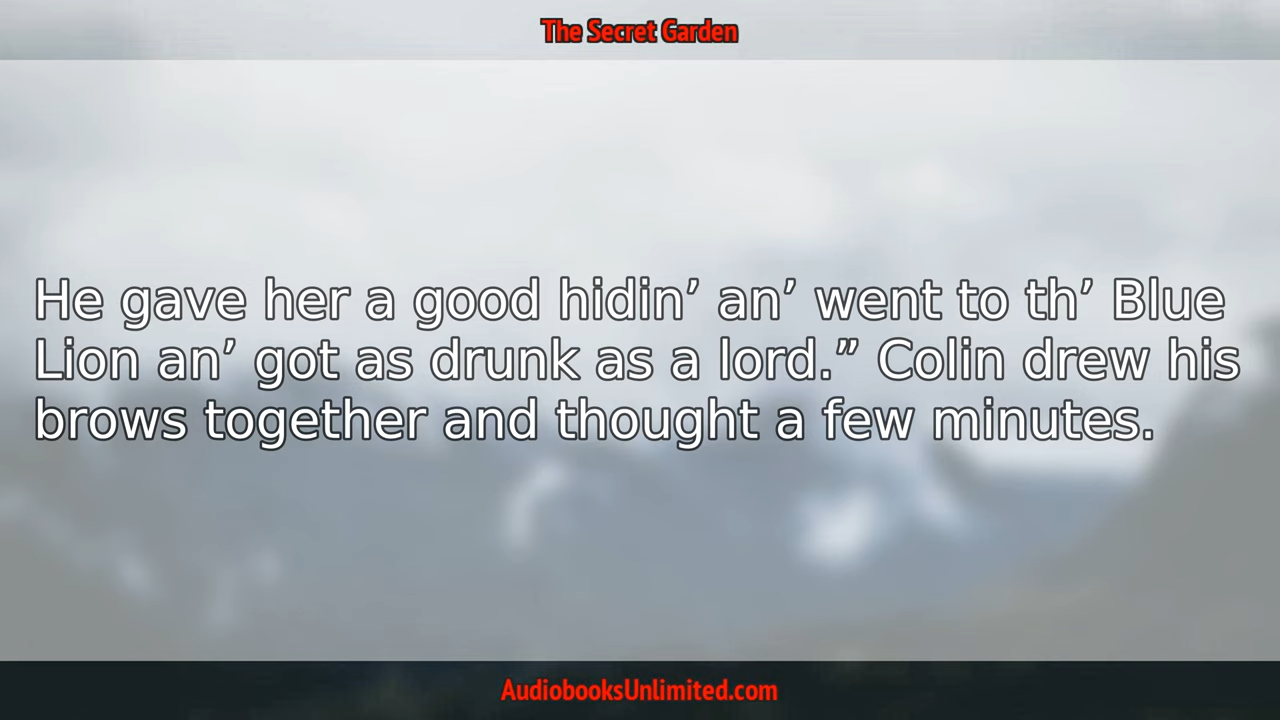 The Secret Garden
He gave her a good hidin’ an’ went to th’ Blue
Lion an’ got as drunk as a lord.” Colin drew his
brows together and thought a few minutes.
AudiobooksUnlimited.com